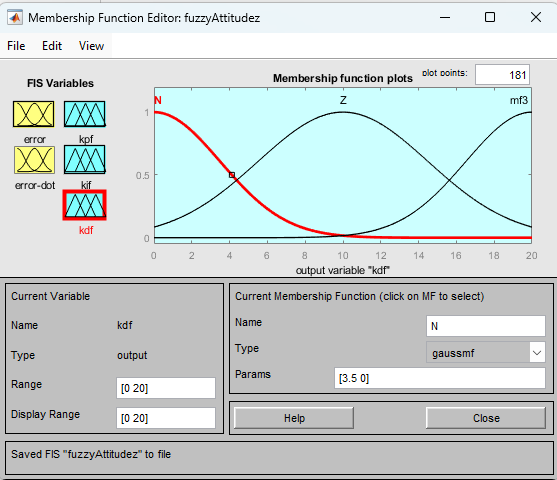 Membership Function Editor: fuzzyAttitudez
File Edit View
FIS Variables
Membership function plots
plot points:
181
error
kpf
error-dot
kif
kdf
N
Z
mf3
1
0.5
0
0 2 4 6 8 10 12 14 16 18 20
output variable "kdf"
Current Variable
Name kdf
Type output
Range [0 20]
Display Range [0 20]
Current Membership Function (click on MF to select)
Name N
Type gaussmf
Params [3.5 0]
Help Close
Saved FIS "fuzzyAttitudez" to file